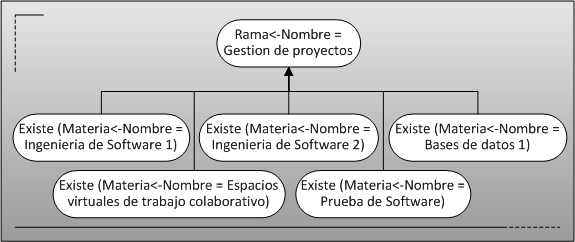 Rama<-Nombre =
Gestion de proyectos
Existe (Materia<-Nombre =
Ingenieria de Software 1)
Existe (Materia<-Nombre =
Ingenieria de Software 2)
Existe (Materia<-Nombre =
Bases de datos 1)
Existe (Materia<-Nombre = Espacios
virtuales de trabajo colaborativo)
Existe (Materia<-Nombre =
Prueba de Software)